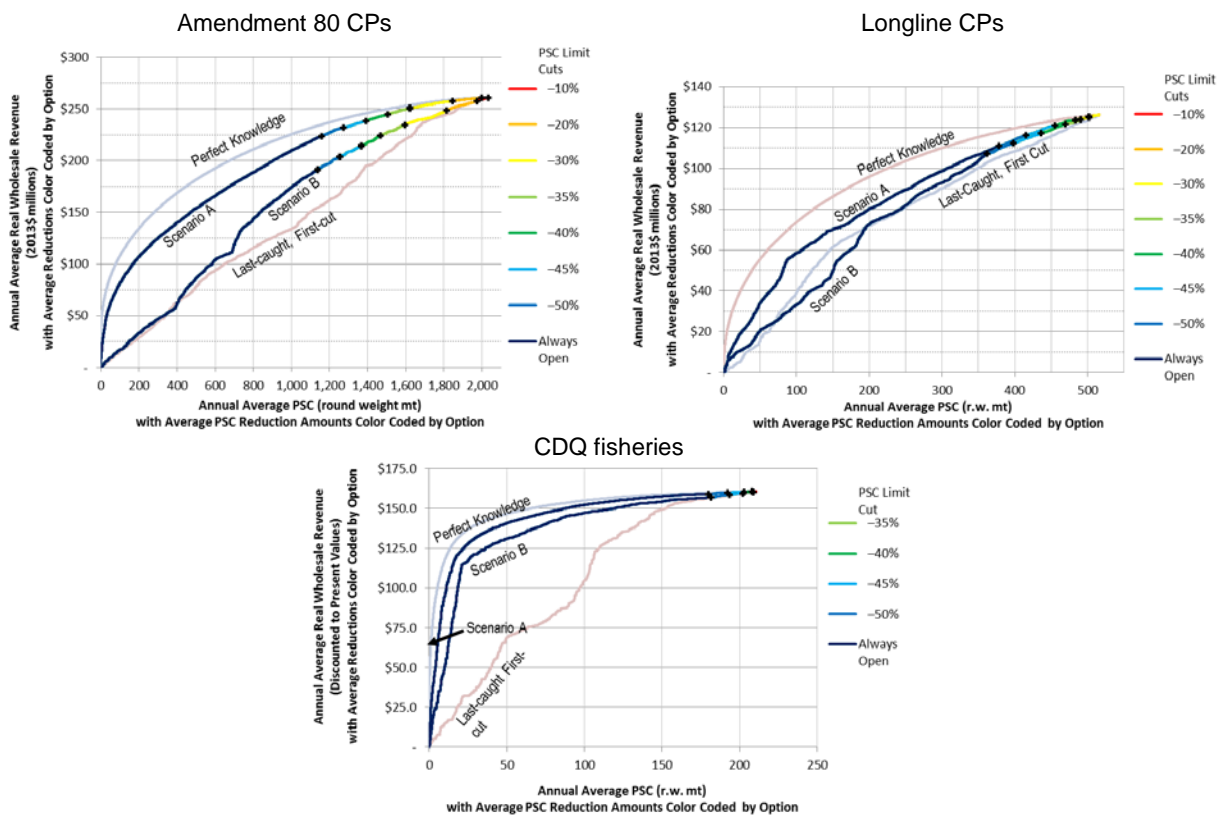 Amendment 80 CPs
Annual Average Real Wholesale Revenue
(2013$ millions)
with Average Reductions Color Coded by Option
$300
$250
$200
$150
$100
$50
-
0 200 400 600 800 1,000 1,200 1,400 1,600 1,800 2,000
Perfect Knowledge
Scenario A
Scenario B
Last-caught, First-cut
Annual Average PSC (round weight mt)
with Average PSC Reduction Amounts Color Coded by Option
PSC Limit
Cuts
–10%
–20%
–30%
–35%
–40%
–45%
–50%
Always
Open
Longline CPs
Annual Average Real Wholesale Revenue
(2013$ millions)
with Average Reductions Color Coded by Option
$140
$120
$100
$80
$60
$40
$20
-
0 100 200 300 400 500
Perfect Knowledge
Scenario A
Last-Caught, First Cut
Scenario B
Annual Average PSC (r.w. mt)
with Average PSC Reduction Amounts Color Coded by Option
PSC Limit
Cuts
–10%
–20%
–30%
–35%
–40%
–45%
–50%
Always
Open
CDQ fisheries
Annual Average Real Wholesale Revenue
(Discounted to Present Values)
with Average Reductions Color Coded by Option
$175.0
$150.0
$125.0
$100.0
$75.0
$50.0
$25.0
-
0 50 100 150 200 250
Perfect Knowledge
Scenario B
Scenario A
Last-caught First-
cut
Annual Average PSC (r.w. mt)
with Average PSC Reduction Amounts Color Coded by Option
PSC Limit
Cut
–35%
–40%
–45%
–50%
Always
Open